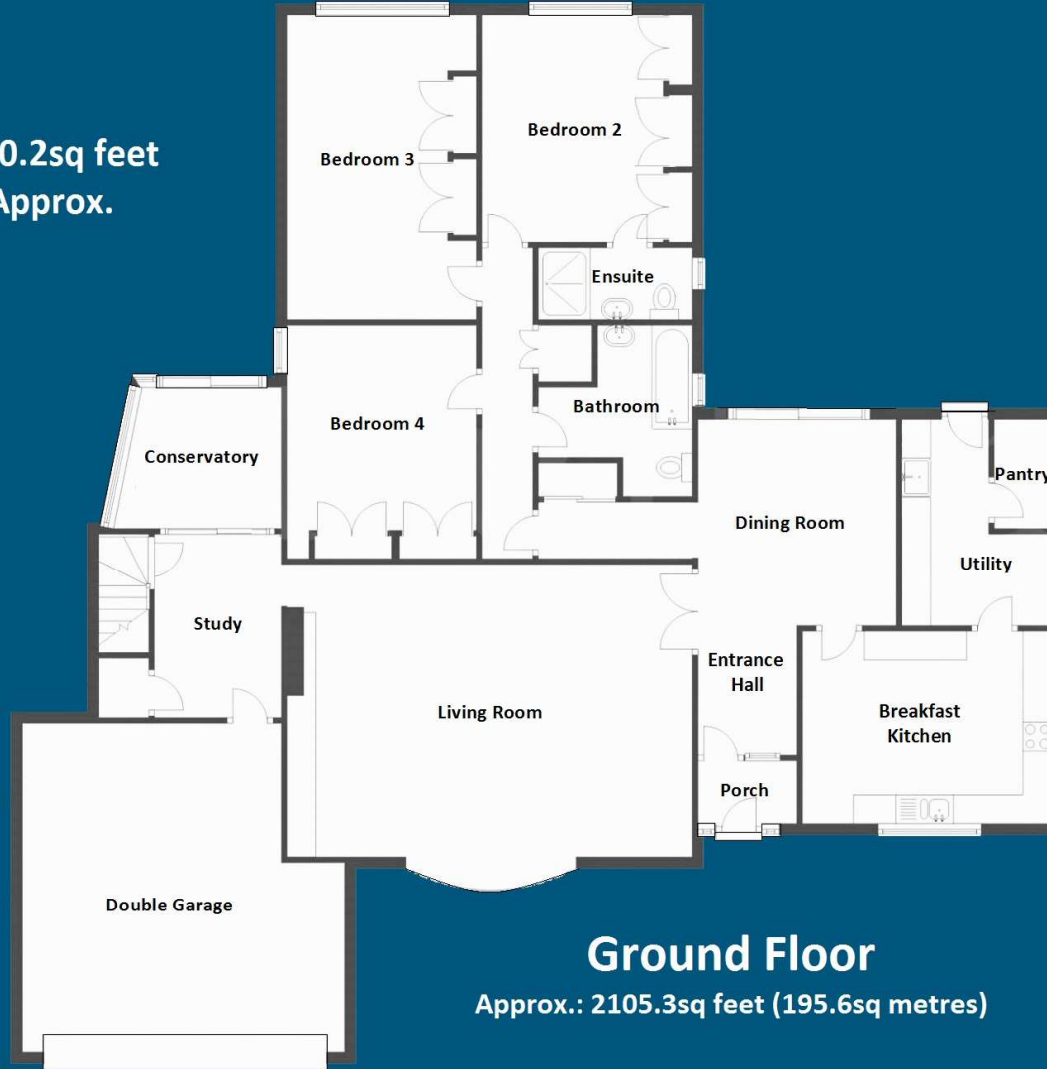 0.2sq feet
Approx.
Bedroom 3
Bedroom 2
Ensuite
Bedroom 4
Bathroom
Conservatory
Pantry
Dining Room
Utility
Study
Entrance
Hall
Living Room
Breakfast
Kitchen
Porch
Double Garage
Ground Floor
Approx.: 2105.3sq feet (195.6sq metres)